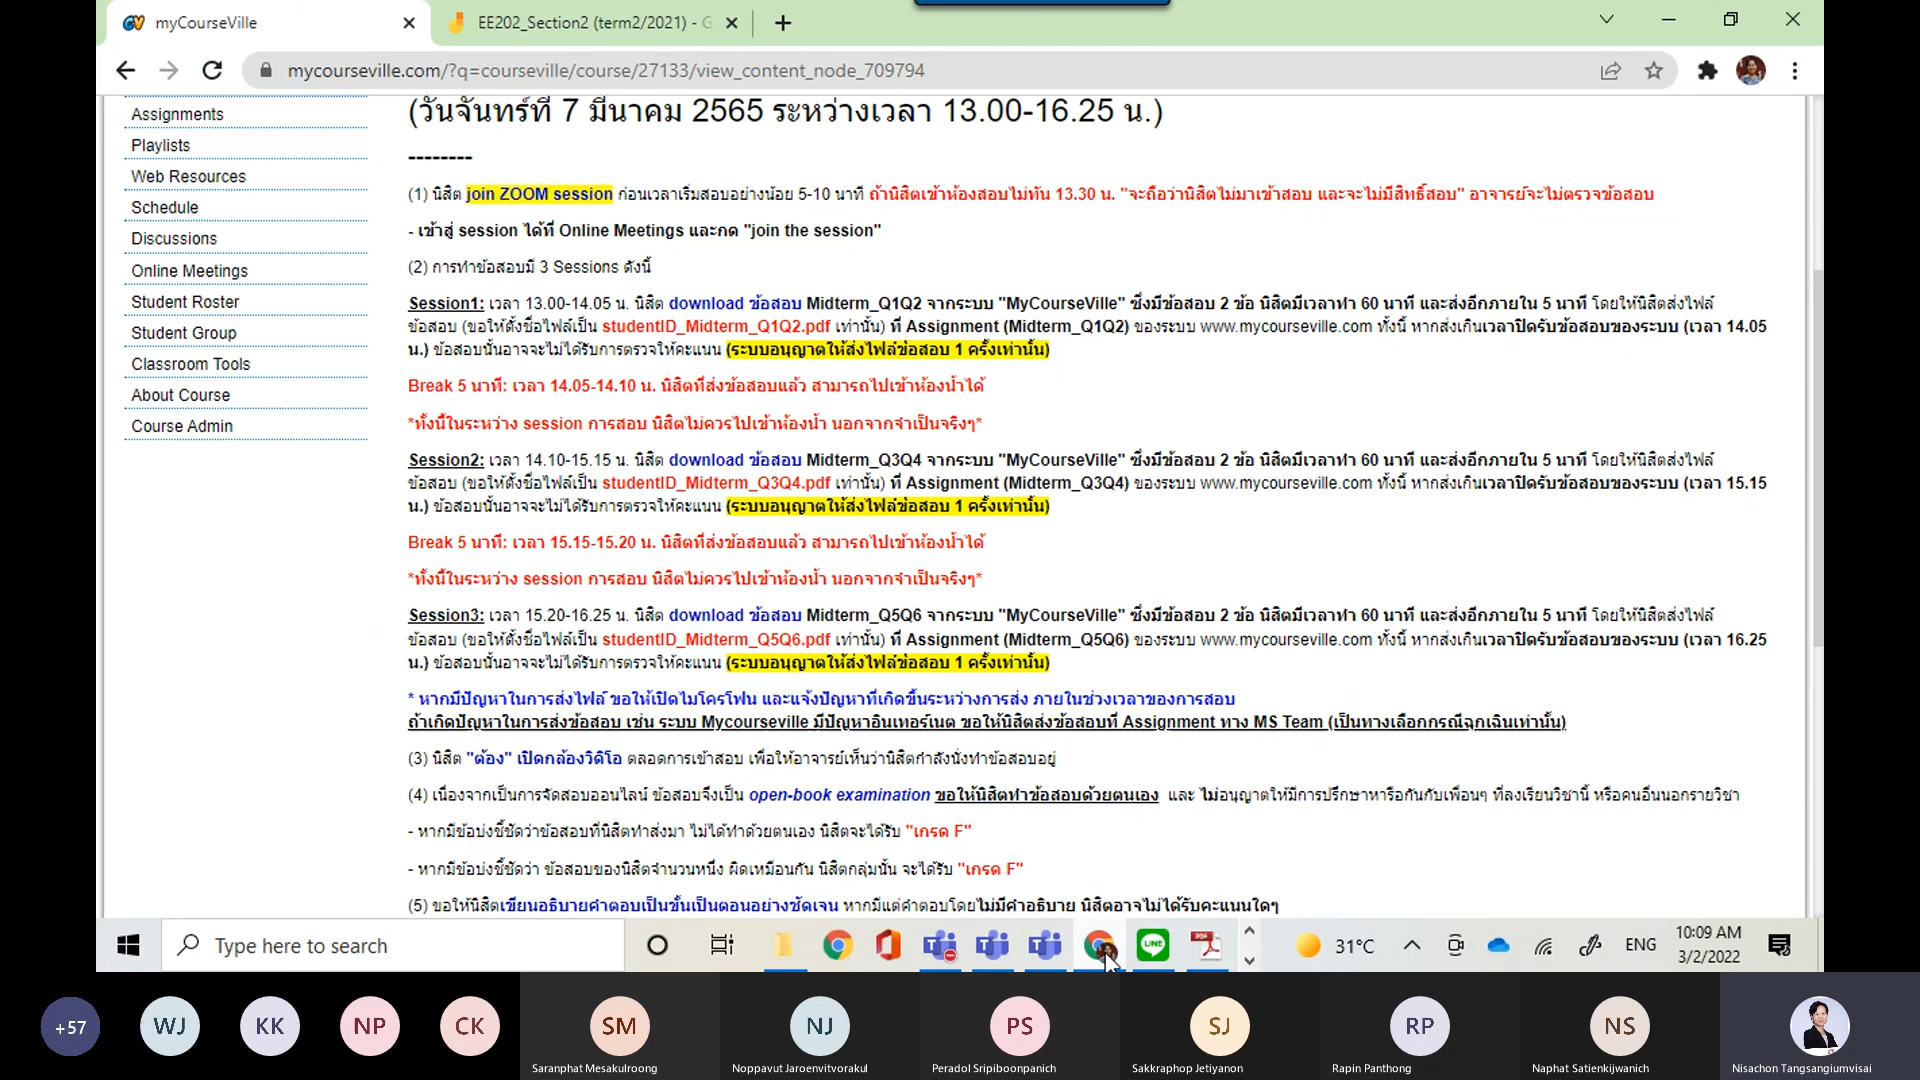 myCourseVille
EE202_Section2 (term2/2021) - G
mycourseville.com/?q=courseville/course/27133/view_content_node_709794
Assignments
Playlists
Web Resources
Schedule
Discussions
Online Meetings
Student Roster
Student Group
Classroom Tools
About Course
Course Admin
(วันจันทร์ที่ 7 มีนาคม 2565 ระหว่างเวลา 13.00-16.25 น.)
--------
(1) นิสิต join ZOOM session ก่อนเวลาเริ่มสอบอย่างน้อย 5-10 นาที ถ้านิสิตเข้าห้องสอบไม่ทัน 13.30 น. "จะถือว่านิสิตไม่มาเข้าสอบ และจะไม่มีสิทธิ์สอบ" อาจารย์จะไม่ตรวจข้อสอบ
- เข้าสู่ session ได้ที่ Online Meetings และกด "join the session"
(2) การทำข้อสอบมี 3 Sessions ดังนี้
Session1: เวลา 13.00-14.05 น. นิสิต download ข้อสอบ Midterm_Q1Q2 จากระบบ "MyCourseVille" ซึ่งมีข้อสอบ 2 ข้อ นิสิตมีเวลาทำ 60 นาที และส่งอีกภายใน 5 นาที โดยให้นิสิตส่งไฟล์
ข้อสอบ (ขอให้ตั้งชื่อไฟล์เป็น studentID_Midterm_Q1Q2.pdf เท่านั้น) ที่ Assignment (Midterm_Q1Q2) ของระบบ www.mycourseville.com ทั้งนี้ หากส่งเกินเวลาปิดรับข้อสอบของระบบ (เวลา 14.05
น.) ข้อสอบนั้นอาจจะไม่ได้รับการตรวจให้คะแนน (ระบบอนุญาตให้ส่งไฟล์ข้อสอบ 1 ครั้งเท่านั้น)
Break 5 นาที: เวลา 14.05-14.10 น. นิสิตที่ส่งข้อสอบแล้ว สามารถไปเข้าห้องน้ำได้
*ทั้งนี้ในระหว่าง session การสอบ นิสิตไม่ควรไปเข้าห้องน้ำ นอกจากจำเป็นจริงๆ*
Session2: เวลา 14.10-15.15 น. นิสิต download ข้อสอบ Midterm_Q3Q4 จากระบบ "MyCourseVille" ซึ่งมีข้อสอบ 2 ข้อ นิสิตมีเวลาทำ 60 นาที และส่งอีกภายใน 5 นาที โดยให้นิสิตส่งไฟล์
ข้อสอบ (ขอให้ตั้งชื่อไฟล์เป็น studentID_Midterm_Q3Q4.pdf เท่านั้น) ที่ Assignment (Midterm_Q3Q4) ของระบบ www.mycourseville.com ทั้งนี้ หากส่งเกินเวลาปิดรับข้อสอบของระบบ (เวลา 15.15
น.) ข้อสอบนั้นอาจจะไม่ได้รับการตรวจให้คะแนน (ระบบอนุญาตให้ส่งไฟล์ข้อสอบ 1 ครั้งเท่านั้น)
Break 5 นาที: เวลา 15.15-15.20 น. นิสิตที่ส่งข้อสอบแล้ว สามารถไปเข้าห้องน้ำได้
*ทั้งนี้ในระหว่าง session การสอบ นิสิตไม่ควรไปเข้าห้องน้ำ นอกจากจำเป็นจริงๆ*
Session3: เวลา 15.20-16.25 น. นิสิต download ข้อสอบ Midterm_Q5Q6 จากระบบ "MyCourseVille" ซึ่งมีข้อสอบ 2 ข้อ นิสิตมีเวลาทำ 60 นาที และส่งอีกภายใน 5 นาที โดยให้นิสิตส่งไฟล์
ข้อสอบ (ขอให้ตั้งชื่อไฟล์เป็น studentID_Midterm_Q5Q6.pdf เท่านั้น) ที่ Assignment (Midterm_Q5Q6) ของระบบ www.mycourseville.com ทั้งนี้ หากส่งเกินเวลาปิดรับข้อสอบของระบบ (เวลา 16.25
น.) ข้อสอบนั้นอาจจะไม่ได้รับการตรวจให้คะแนน (ระบบอนุญาตให้ส่งไฟล์ข้อสอบ 1 ครั้งเท่านั้น)
* หากมีปัญหาในการส่งไฟล์ ขอให้เปิดไมโครโฟน และแจ้งปัญหาที่เกิดขึ้นระหว่างการส่ง ภายในช่วงเวลาของการสอบ
ถ้าเกิดปัญหาในการส่งข้อสอบ เช่น ระบบ Mycourseville มีปัญหาอินเทอร์เนต ขอให้นิสิตส่งข้อสอบที่ Assignment ทาง MS Team (เป็นทางเลือกกรณีฉุกเฉินเท่านั้น)
(3) นิสิต "ต้อง" เปิดกล้องวิดิโอ ตลอดการเข้าสอบ เพื่อให้อาจารย์เห็นว่านิสิตกำลังนั่งทำข้อสอบอยู่
(4) เนื่องจากเป็นการจัดสอบออนไลน์ ข้อสอบจึงเป็น open-book examination ขอให้นิสิตทำข้อสอบด้วยตนเอง และ ไม่อนุญาตให้มีการปรึกษาหารือกันกับเพื่อนๆ ที่ลงเรียนวิชานี้ หรือคนอื่นนอกรายวิชา
- หากมีข้อบ่งชี้ชัดว่าข้อสอบที่นิสิตทำส่งมา ไม่ได้ทำด้วยตนเอง นิสิตจะได้รับ "เกรด F"
- หากมีข้อบ่งชี้ชัดว่า ข้อสอบของนิสิตจำนวนหนึ่ง ผิดเหมือนกัน นิสิตกลุ่มนั้น จะได้รับ "เกรด F"
(5) ขอให้นิสิตเขียนอธิบายคำตอบเป็นขั้นเป็นตอนอย่างชัดเจน หากมีแต่คำตอบโดยไม่มีคำอธิบาย นิสิตอาจไม่ได้รับคะแนนใดๆ
Type here to search
LINE
PDF
31°C
ENG
10:09 AM
3/2/2022
+57
WJ
KK
NP
CK
SM
Saranphat Mesakulroong
NJ
Noppavut Jaroenvitvorakul
PS
Peradol Sripiboonpanich
SJ
Sakkraphop Jetiyanon
RP
Rapin Panthong
NS
Naphat Satienkijwanich
Nisachon Tangsangiumvisai